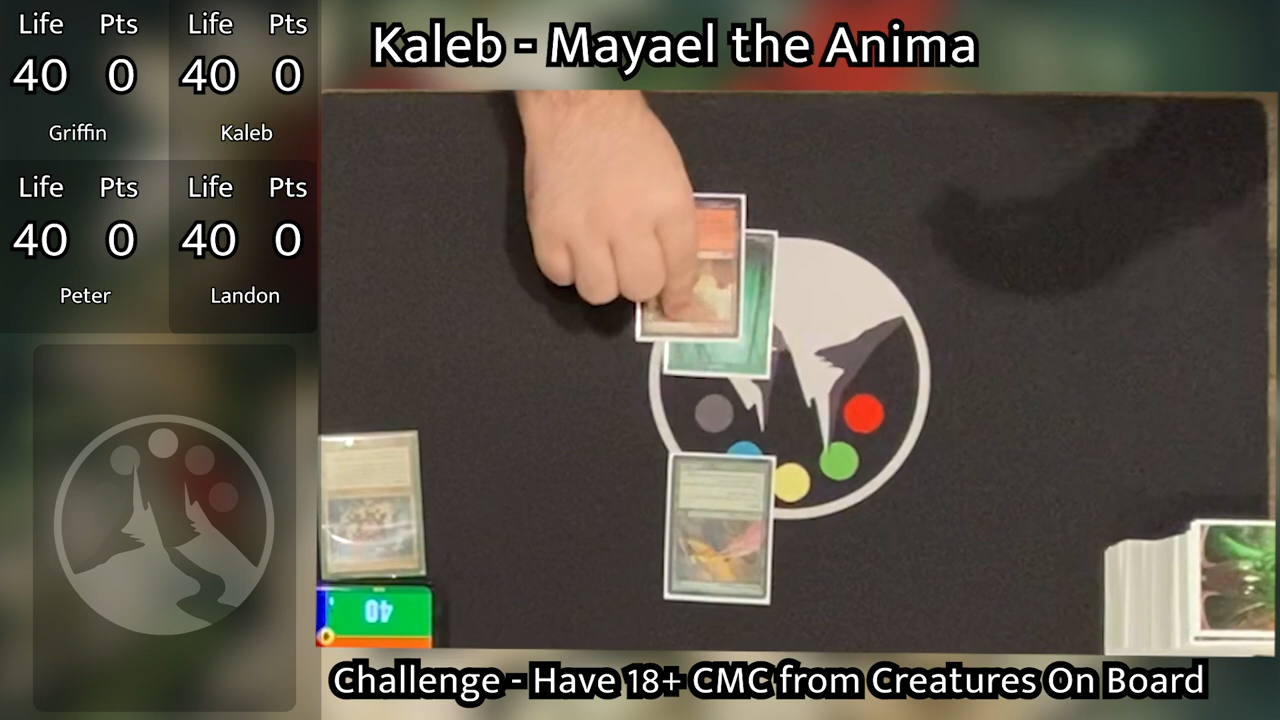 Life Pts Life Pts
40 0 40 0
Griffin Kaleb
Life Pts Life Pts
40 0 40 0
Peter Landon
Kaleb - Mayael the Anima
40
Challenge - Have 18+ CMC from Creatures On Board